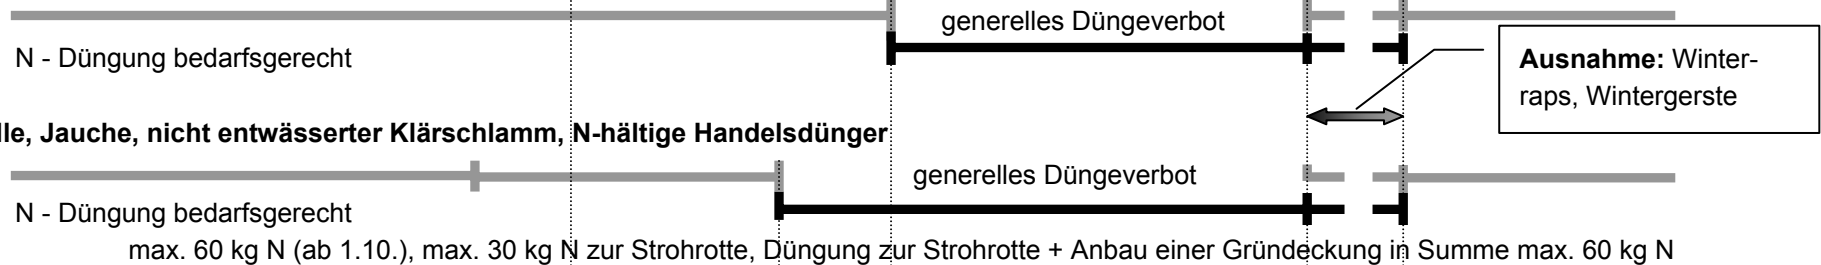 generelles Düngeverbot
N - Düngung bedarfsgerecht
Ausnahme: Winter-
raps, Wintergerste
lle, Jauche, nicht entwässerter Klärschlamm, N-hältige Handelsdünger
generelles Düngeverbot
N - Düngung bedarfsgerecht
max. 60 kg N (ab 1.10.), max. 30 kg N zur Strohrotte, Düngung zur Strohrotte + Anbau einer Gründeckung in Summe max. 60 kg N